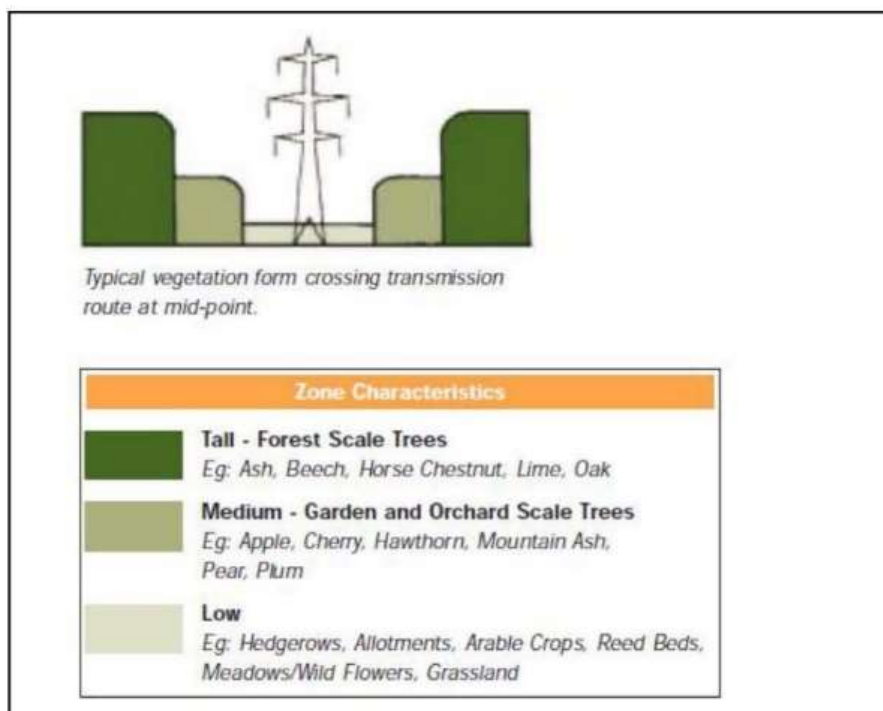 Typical vegetation form crossing transmission
route at mid-point.
Zone Characteristics
Tall - Forest Scale Trees
Eg: Ash, Beech, Horse Chestnut, Lime, Oak
Medium - Garden and Orchard Scale Trees
Eg: Apple, Cherry, Hawthorn, Mountain Ash,
Pear, Plum
Low
Eg: Hedgerows, Allotments, Arable Crops, Reed Beds,
Meadows/Wild Flowers, Grassland